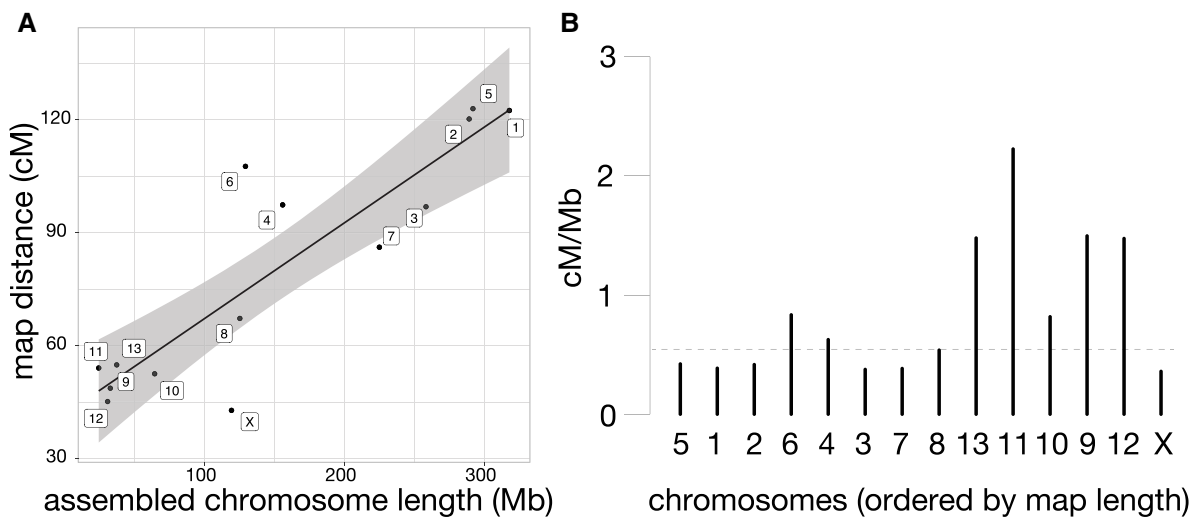 A
map distance (cM)
120
90
60
30
5
2
1
6
4
3
7
8
11
13
9
10
12
X
100 200 300
assembled chromosome length (Mb)
B
cM/Mb
3
2
1
0
5 1 2 6 4 3 7 8 13 11 10 9 12 X
chromosomes (ordered by map length)